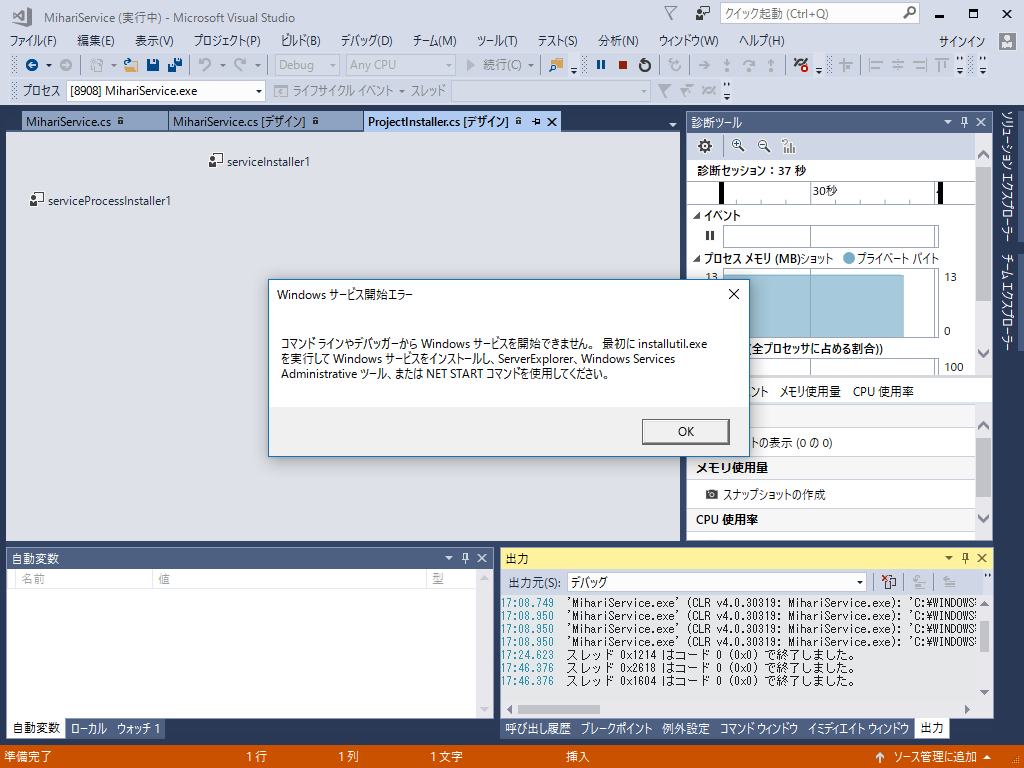 MihariService (実行中) - Microsoft Visual Studio
クイック起動 (Ctrl+Q)
ファイル(F) 編集(E) 表示(V) プロジェクト(P) ビルド(B) デバッグ(D) チーム(M) ツール(T) テスト(S) 分析(N) ウィンドウ(W) ヘルプ(H) サインイン
Debug Any CPU 続行(C)
プロセス [8908] MihariService.exe ライフサイクル イベント スレッド
MihariService.cs MihariService.cs [デザイン] ProjectInstaller.cs [デザイン]
serviceInstaller1
serviceProcessInstaller1
診断ツール
診断セッション：37 秒
30秒
イベント
プロセス メモリ (MB)ショット プライベート バイト
13 13
0
(全プロセッサに占める割合))
100
ント メモリ使用量 CPU 使用率
トの表示 (0 の 0)
メモリ使用量
スナップショットの作成
CPU 使用率
ソリューション エクスプローラー
チーム エクスプローラー
Windows サービス開始エラー
コマンド ラインやデバッガーから Windows サービスを開始できません。 最初に installutil.exe
を実行して Windows サービスをインストールし、ServerExplorer、Windows Services
Administrative ツール、または NET START コマンドを使用してください。
OK
自動変数
名前 値 型
自動変数 ローカル ウォッチ 1
出力
出力元(S): デバッグ
17:08.749 'MihariService.exe' (CLR v4.0.30319: MihariService.exe): 'C:¥WINDOWS
17:08.950 'MihariService.exe' (CLR v4.0.30319: MihariService.exe): 'C:¥WINDOWS
17:08.950 'MihariService.exe' (CLR v4.0.30319: MihariService.exe): 'C:¥WINDOWS
17:08.950 'MihariService.exe' (CLR v4.0.30319: MihariService.exe): 'C:¥WINDOWS
17:24.623 スレッド 0x1214 はコード 0 (0x0) で終了しました。
17:46.376 スレッド 0x2618 はコード 0 (0x0) で終了しました。
17:46.376 スレッド 0x1604 はコード 0 (0x0) で終了しました。
呼び出し履歴 ブレークポイント 例外設定 コマンド ウィンドウ イミディエイト ウィンドウ 出力
準備完了 1 行 1 列 1 文字 挿入 ソース管理に追加